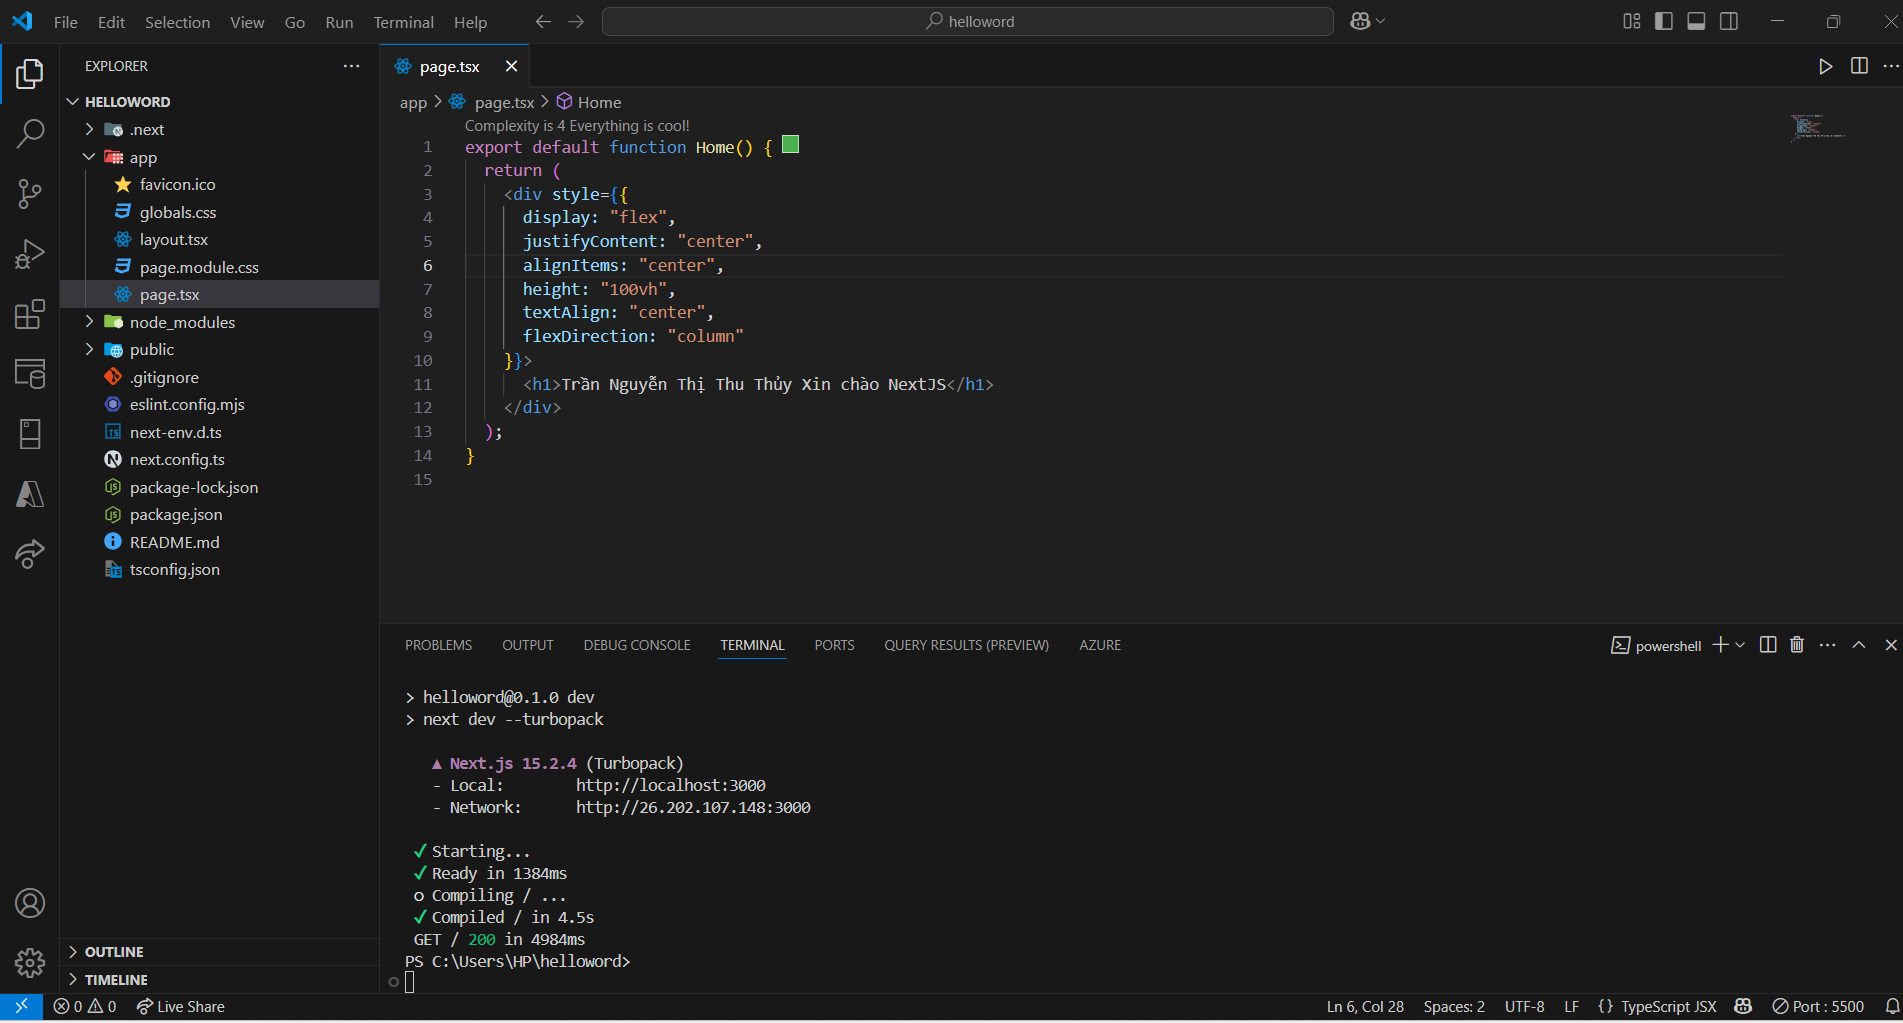 File Edit Selection View Go Run Terminal Help
helloword
EXPLORER
HELLOWORD
.next
app
favicon.ico
globals.css
layout.tsx
page.module.css
page.tsx
node_modules
public
.gitignore
eslint.config.mjs
next-env.d.ts
next.config.ts
package-lock.json
package.json
README.md
tsconfig.json
OUTLINE
TIMELINE
page.tsx
app > page.tsx > Home
Complexity is 4 Everything is cool!
1 export default function Home() {
2 return (
3 <div style={{
4 display: "flex",
5 justifyContent: "center",
6 alignItems: "center",
7 height: "100vh",
8 textAlign: "center",
9 flexDirection: "column"
10 }}>
11 <h1>Trần Nguyễn Thị Thu Thủy Xin chào NextJS</h1>
12 </div>
13 );
14 }
15
PROBLEMS OUTPUT DEBUG CONSOLE TERMINAL PORTS QUERY RESULTS (PREVIEW) AZURE
powershell
> helloword@0.1.0 dev
> next dev --turbopack
▲ Next.js 15.2.4 (Turbopack)
- Local: http://localhost:3000
- Network: http://26.202.107.148:3000
✓ Starting...
✓ Ready in 1384ms
○ Compiling / ...
✓ Compiled / in 4.5s
GET / 200 in 4984ms
PS C:\Users\HP\helloword>
0 0 Live Share
Ln 6, Col 28 Spaces: 2 UTF-8 LF {} TypeScript JSX Port : 5500